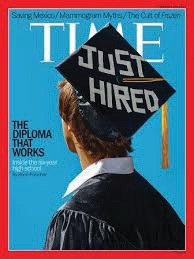 Saving Mexico / Mammogram Myths / The Cult of Frozen
TIME
JUST
HIRED
THE
DIPLOMA
THAT
WORKS
Inside the six-year
high school